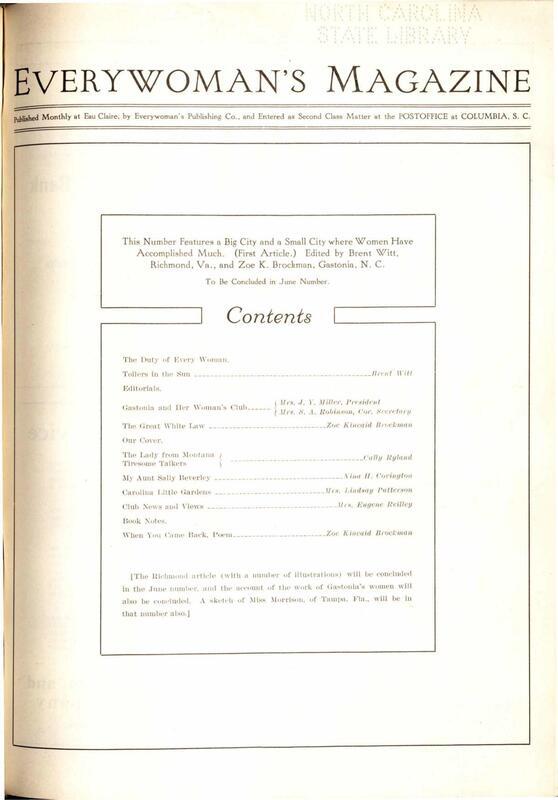 NORTH CAROLINA
STATE LIBRARY
EVERYWOMAN'S MAGAZINE
Published Monthly at Eau Claire, by Everywoman's Publishing Co., and Entered as Second Class Matter at the POSTOFFICE at COLUMBIA, S. C.
This Number Features a Big City and a Small City where Women Have
Accomplished Much. (First Article.) Edited by Brent Witt,
Richmond, Va., and Zoe K. Brockman, Gastonia, N. C.
To Be Concluded in June Number.
Contents
The Duty of Every Woman.
Toilers in the Sun Brent Witt
Editorials.
Gastonia and Her Woman's Club { Mrs. J. Y. Miller, President
{ Mrs. S. A. Robinson, Cor. Secretary
The Great White Law Zoe Kincaid Brockman
Our Cover.
The Lady from Montana }
Tiresome Talkers } Cally Ryland
My Aunt Sally Beverley Nina H. Covington
Carolina Little Gardens Mrs. Lindsay Patterson
Club News and Views Mrs. Eugene Reilley
Book Notes.
When You Came Back, Poem Zoe Kincaid Brockman
[The Richmond article (with a number of illustrations) will be concluded
in the June number, and the account of the work of Gastonia's women will
also be concluded. A sketch of Miss Morrison, of Tampa, Fla., will be in
that number also.]